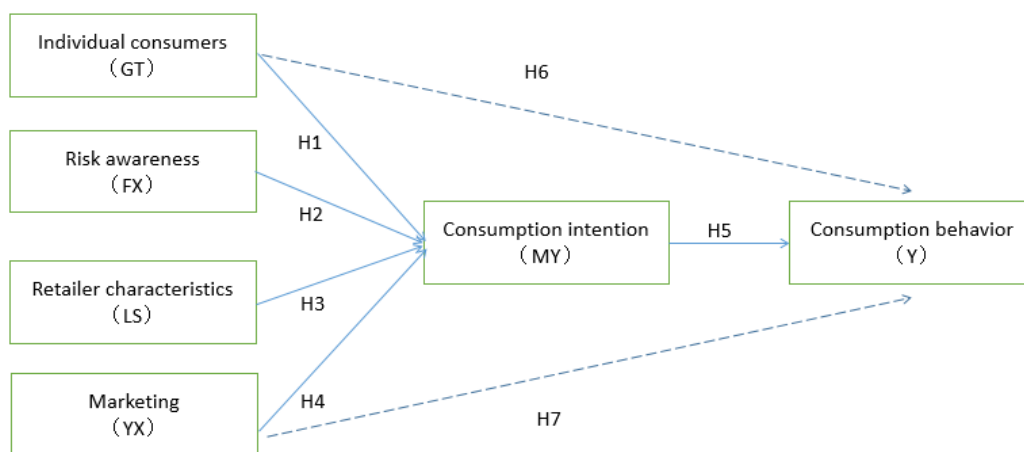 Individual consumers
（GT）
H6
H1
Risk awareness
（FX）
H2
Consumption intention
（MY）
H5
Consumption behavior
（Y）
Retailer characteristics
（LS）
H3
Marketing
（YX）
H4
H7